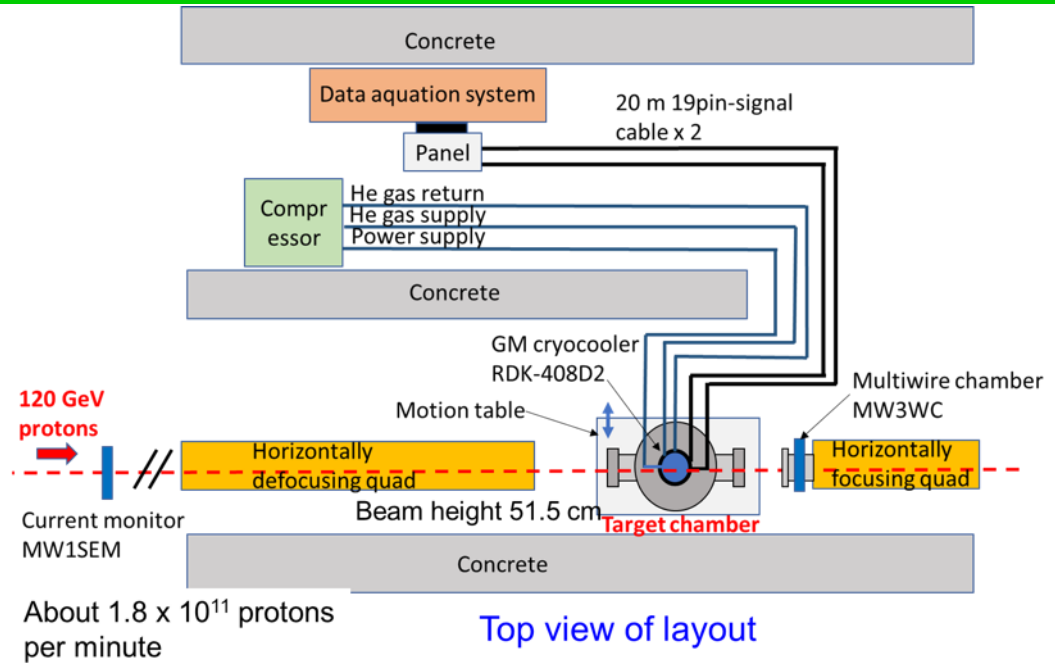 Concrete
Data aquation system
20 m 19pin-signal
cable x 2
Panel
He gas return
He gas supply
Power supply
Compr
essor
Concrete
GM cryocooler
RDK-408D2
Multiwire chamber
MW3WC
120 GeV
protons
Motion table
Horizontally
defocusing quad
Horizontally
focusing quad
Current monitor
MW1SEM
Beam height 51.5 cm
Target chamber
Concrete
About 1.8 x 10¹¹ protons
per minute
Top view of layout